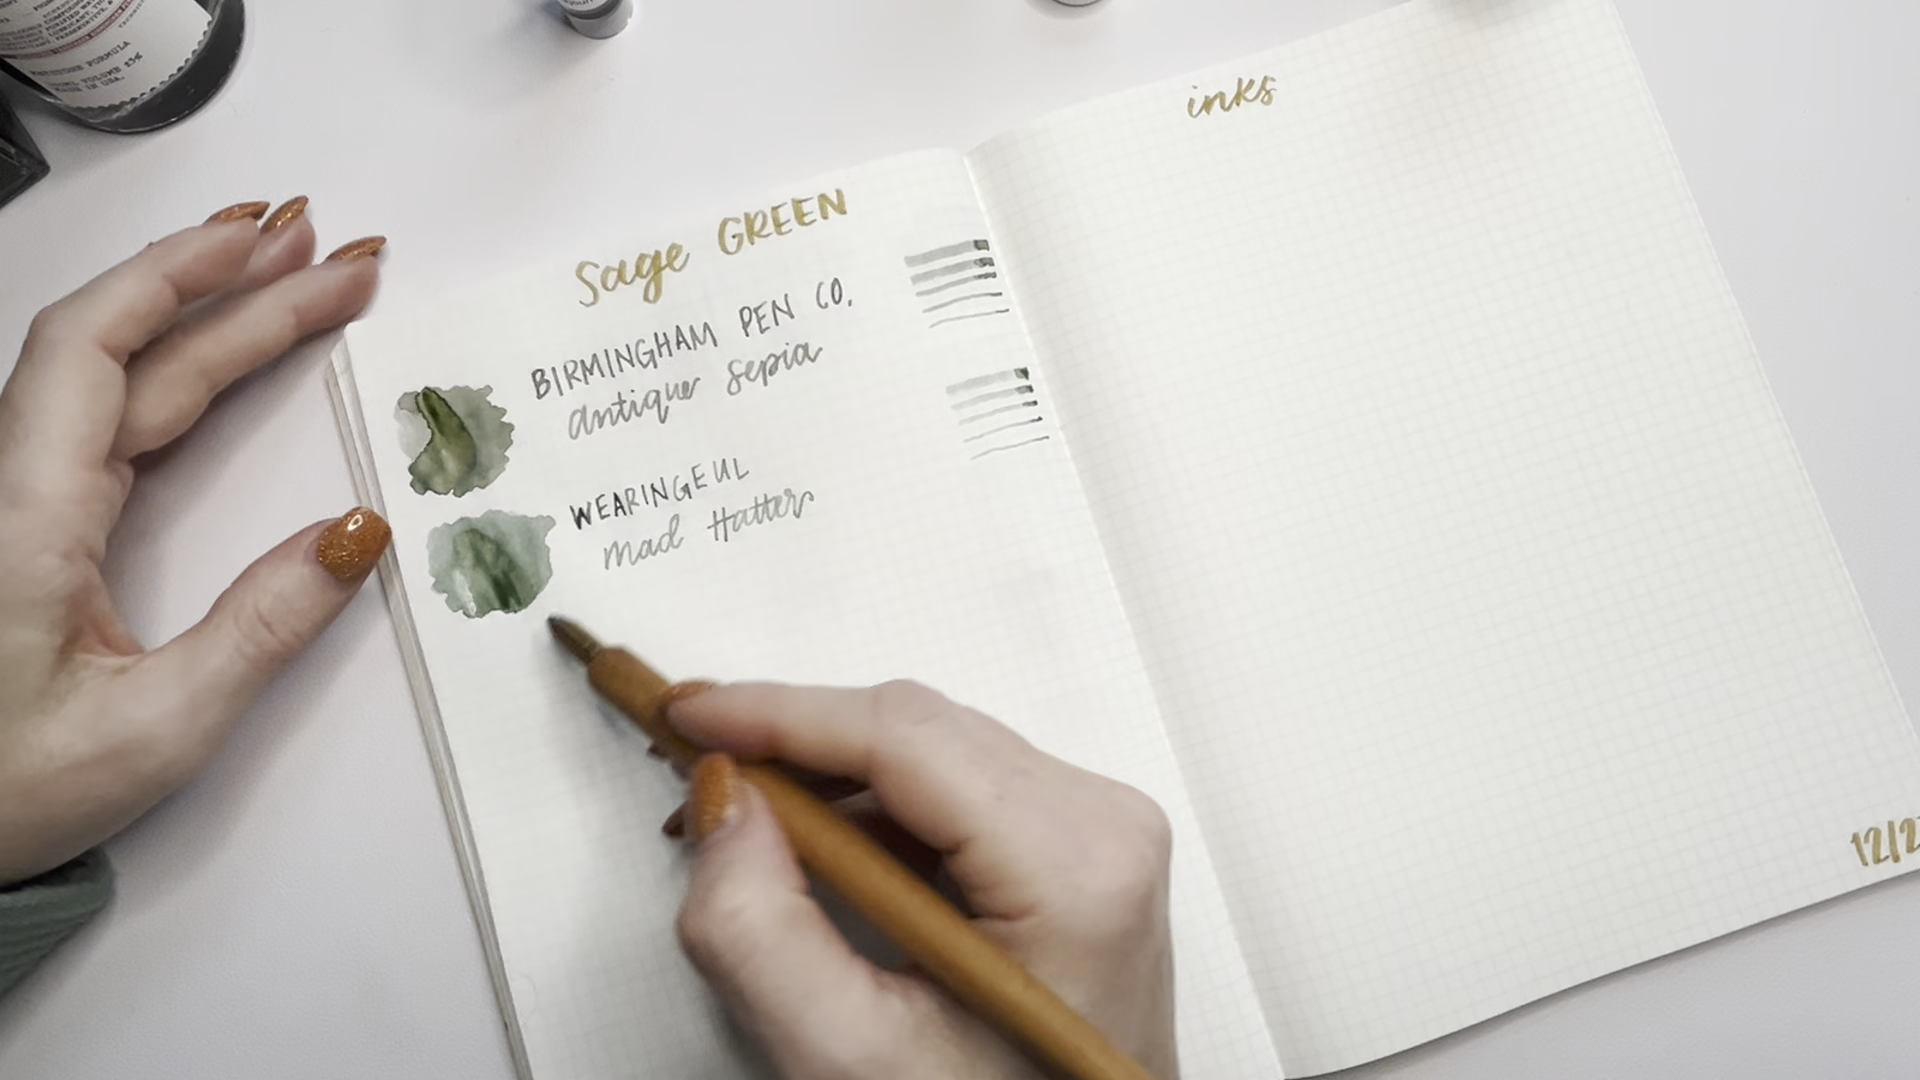 Sage GREEN
BIRMINGHAM PEN CO.
antique sepia
WEARINGEUL
mad Hatter
inks
12/2